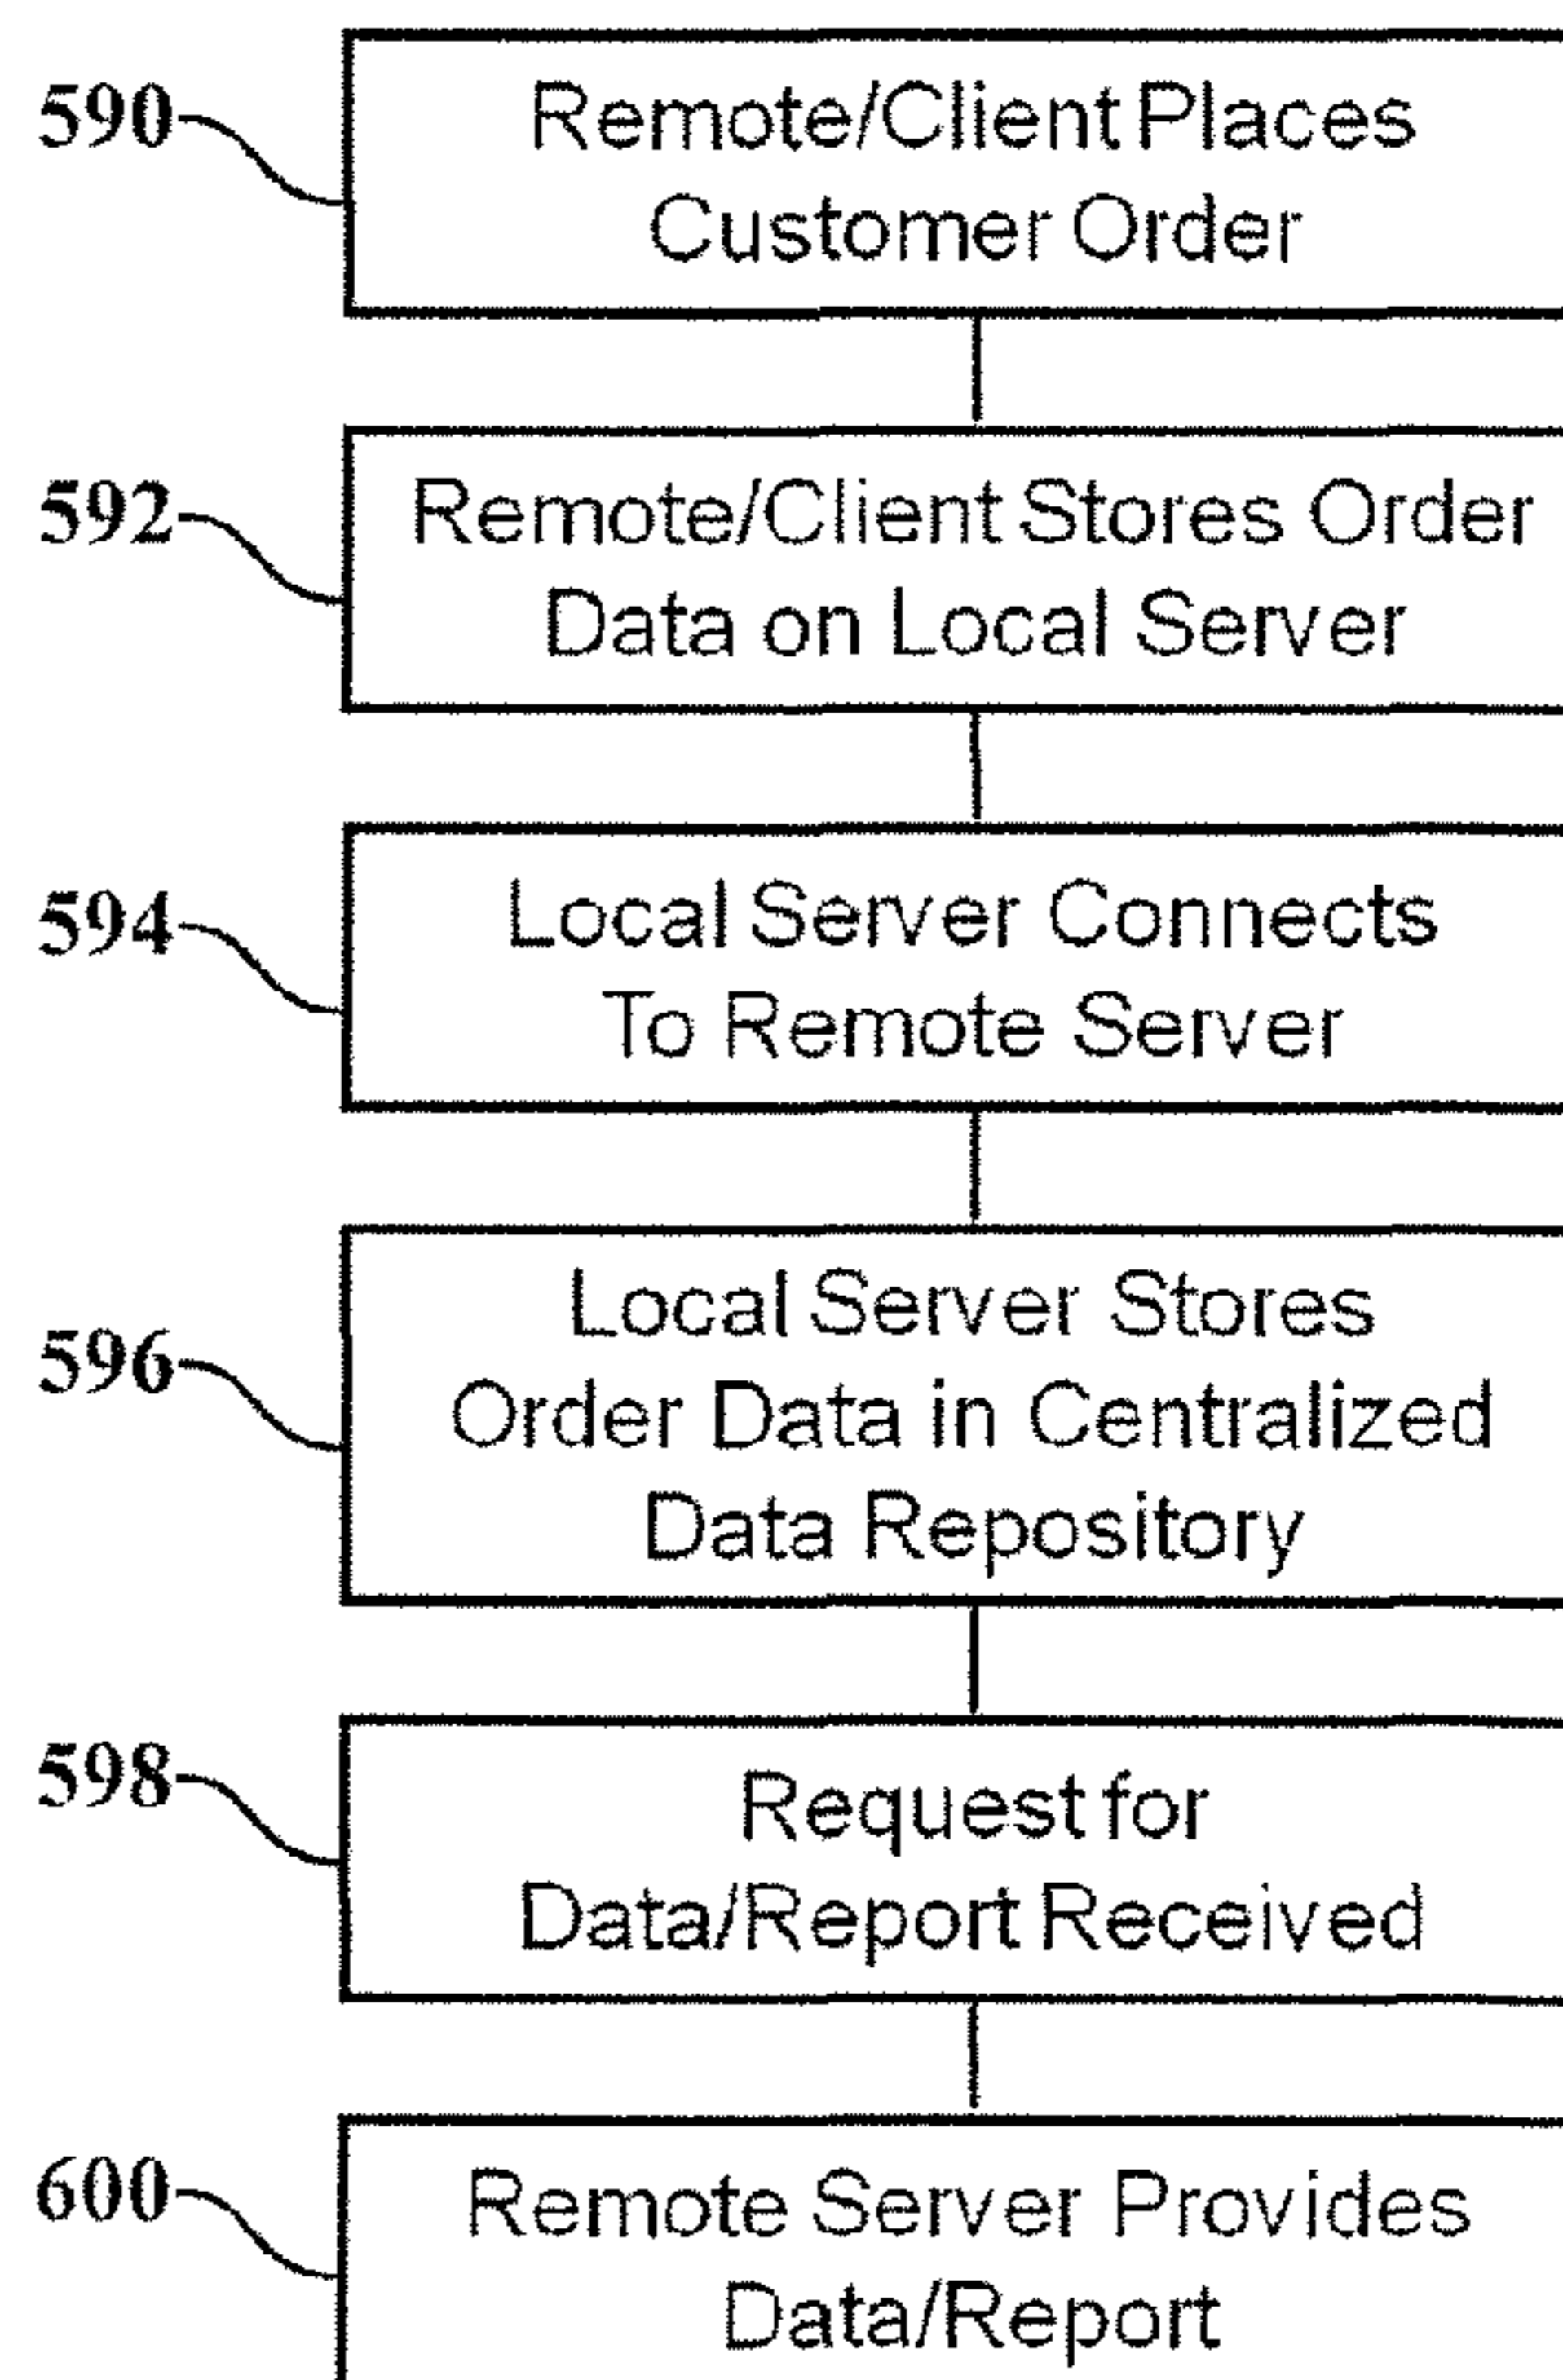 590
Remote/Client Places
Customer Order
592
Remote/Client Stores Order
Data on Local Server
594
Local Server Connects
To Remote Server
596
Local Server Stores
Order Data in Centralized
Data Repository
598
Request for
Data/Report Received
600
Remote Server Provides
Data/Report